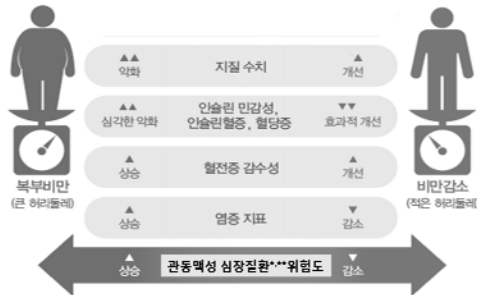 ▲▲ 악화 지질 수치 ▲ 개선
▲▲ 심각한 악화 인슐린 민감성, 인슐린혈증, 혈당증 ▼▼ 효과적 개선
▲ 상승 혈전증 감수성 ▲ 개선
▲ 상승 염증 지표 ▼ 감소
▲ 상승 관동맥성 심장질환*,**위험도 ▼ 감소
복부비만
(큰 허리둘레)
비만감소
(적은 허리둘레)